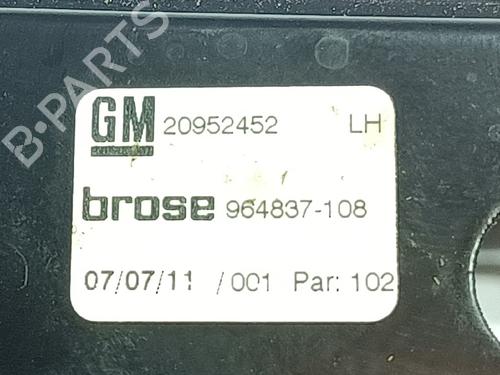 B-PARTS
GM 20952452 LH
brose 964837-108
07/07/11 /001 Par: 102